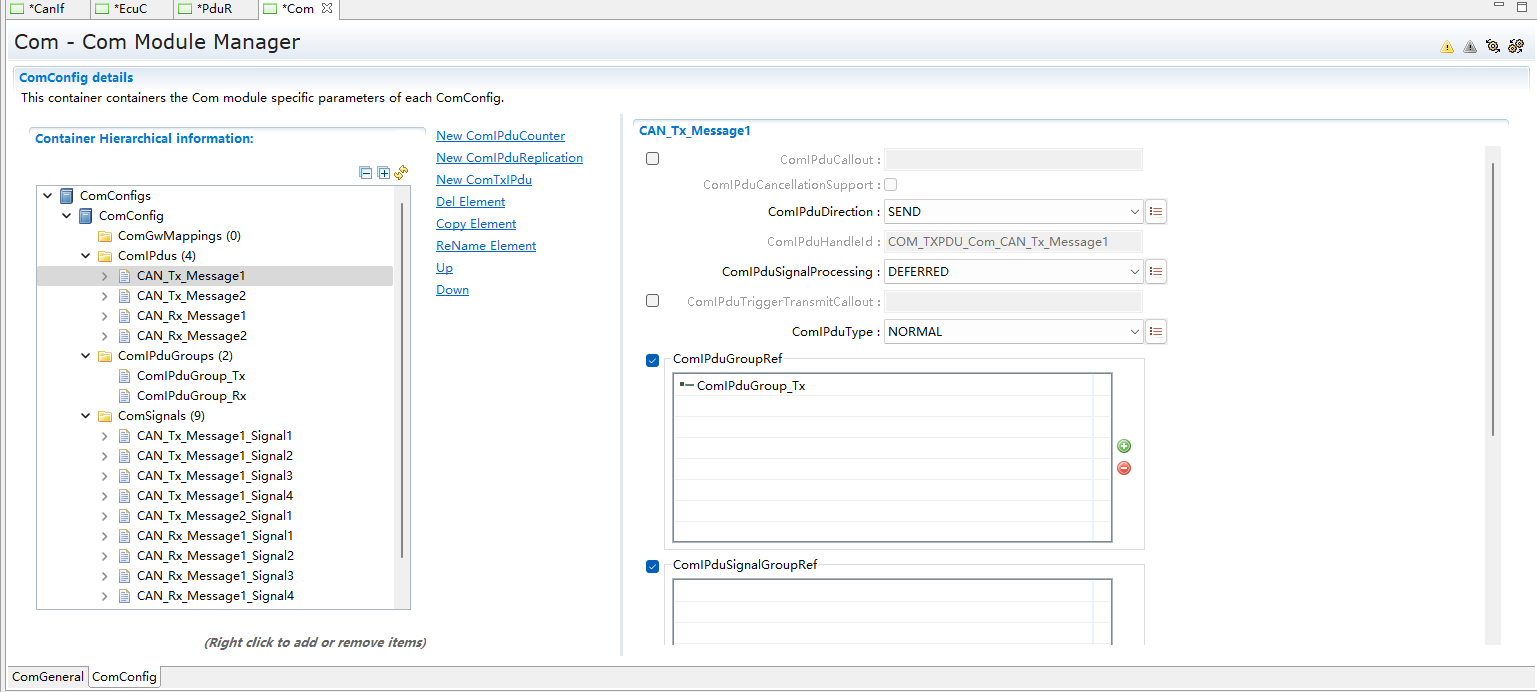 *CanIf
*EcuC
*PduR
*Com
Com - Com Module Manager
ComConfig details
This container containers the Com module specific parameters of each ComConfig.
Container Hierarchical information:
ComConfigs
ComConfig
ComGwMappings (0)
ComIPdus (4)
CAN_Tx_Message1
CAN_Tx_Message2
CAN_Rx_Message1
CAN_Rx_Message2
ComIPduGroups (2)
ComIPduGroup_Tx
ComIPduGroup_Rx
ComSignals (9)
CAN_Tx_Message1_Signal1
CAN_Tx_Message1_Signal2
CAN_Tx_Message1_Signal3
CAN_Tx_Message1_Signal4
CAN_Tx_Message2_Signal1
CAN_Rx_Message1_Signal1
CAN_Rx_Message1_Signal2
CAN_Rx_Message1_Signal3
CAN_Rx_Message1_Signal4
(Right click to add or remove items)
New ComIPduCounter
New ComIPduReplication
New ComTxIPdu
Del Element
Copy Element
ReName Element
Up
Down
CAN_Tx_Message1
ComIPduCallout :
ComIPduCancellationSupport :
ComIPduDirection : SEND
ComIPduHandleId : COM_TXPDU_Com_CAN_Tx_Message1
ComIPduSignalProcessing : DEFERRED
ComIPduTriggerTransmitCallout :
ComIPduType : NORMAL
ComIPduGroupRef
ComIPduGroup_Tx
ComIPduSignalGroupRef
ComGeneral
ComConfig